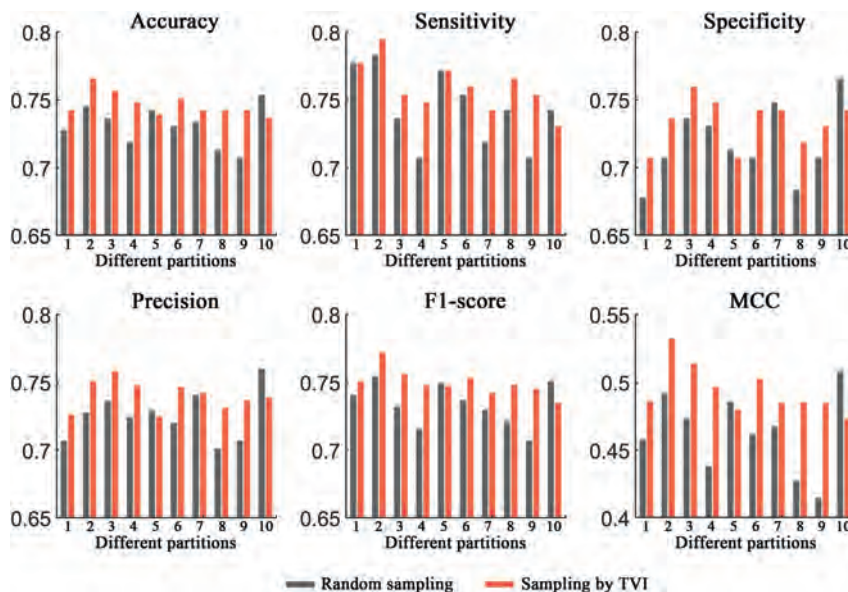 Accuracy
Sensitivity
Specificity
0.8
0.75
0.7
0.65
1 2 3 4 5 6 7 8 9 10
Different partitions
0.8
0.75
0.7
0.65
1 2 3 4 5 6 7 8 9 10
Different partitions
0.8
0.75
0.7
0.65
1 2 3 4 5 6 7 8 9 10
Different partitions
Precision
F1-score
MCC
0.8
0.75
0.7
0.65
1 2 3 4 5 6 7 8 9 10
Different partitions
0.8
0.75
0.7
0.65
1 2 3 4 5 6 7 8 9 10
Different partitions
0.55
0.5
0.45
0.4
1 2 3 4 5 6 7 8 9 10
Different partitions
Random sampling
Sampling by TVI